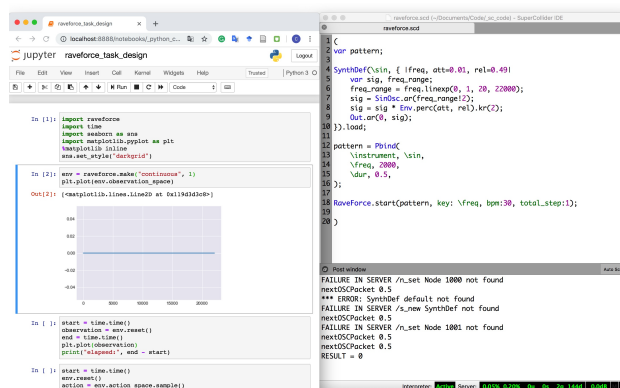 raveforce_task_design
localhost:8888/notebooks/_python_c...
jupyter raveforce_task_design
Logout
File Edit View Insert Cell Kernel Widgets Help Trusted Python 3
Run Code
In [1]: import raveforce
import time
import seaborn as sns
import matplotlib.pyplot as plt
%matplotlib inline
sns.set_style("darkgrid")
In [2]: env = raveforce.make("continuous", 1)
plt.plot(env.observation_space)
Out[2]: [<matplotlib.lines.Line2D at 0x119d3d3c8>]
0.04
0.02
0.00
-0.02
-0.04
0 5000 10000 15000 20000
In [ ]: start = time.time()
observation = env.reset()
end = time.time()
plt.plot(observation)
print("elapsed:", end - start)
In [ ]: start = time.time()
env.reset()
action = env.action_space.sample()
raveforce.scd (~/Documents/Code/_sc_code) - SuperCollider IDE
raveforce.scd
1 (
2 var pattern;
3
4 SynthDef(\sin, { |freq, att=0.01, rel=0.49|
5 var sig, freq_range;
6 freq_range = freq.linexp(0, 1, 20, 22000);
7 sig = SinOsc.ar(freq_range!2);
8 sig = sig * Env.perc(att, rel).kr(2);
9 Out.ar(0, sig);
10 }).load;
11
12 pattern = Pbind(
13 \instrument, \sin,
14 \freq, 2000,
15 \dur, 0.5,
16 );
17
18 RaveForce.start(pattern, key: \freq, bpm:30, total_step:1);
19
20 )
Post window
Auto Sc
FAILURE IN SERVER /n_set Node 1000 not found
nextOSCPacket 0.5
*** ERROR: SynthDef default not found
FAILURE IN SERVER /s_new SynthDef not found
nextOSCPacket 0.5
FAILURE IN SERVER /n_set Node 1001 not found
nextOSCPacket 0.5
nextOSCPacket 0.5
RESULT = 0
Interpreter: Active Server: 0.05% 0.20% 0u 0s 2g 144d 0.0dB